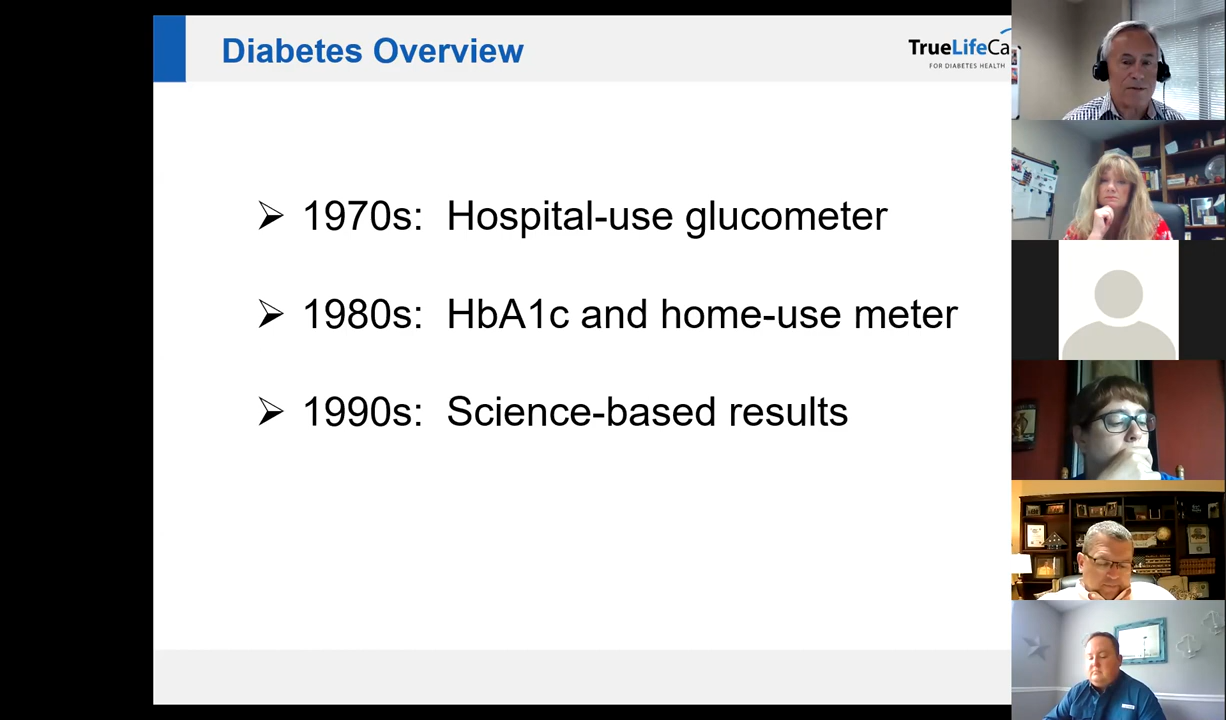 Diabetes Overview
TrueLifeCa
FOR DIABETES HEALTH
1970s: Hospital-use glucometer
1980s: HbA1c and home-use meter
1990s: Science-based results